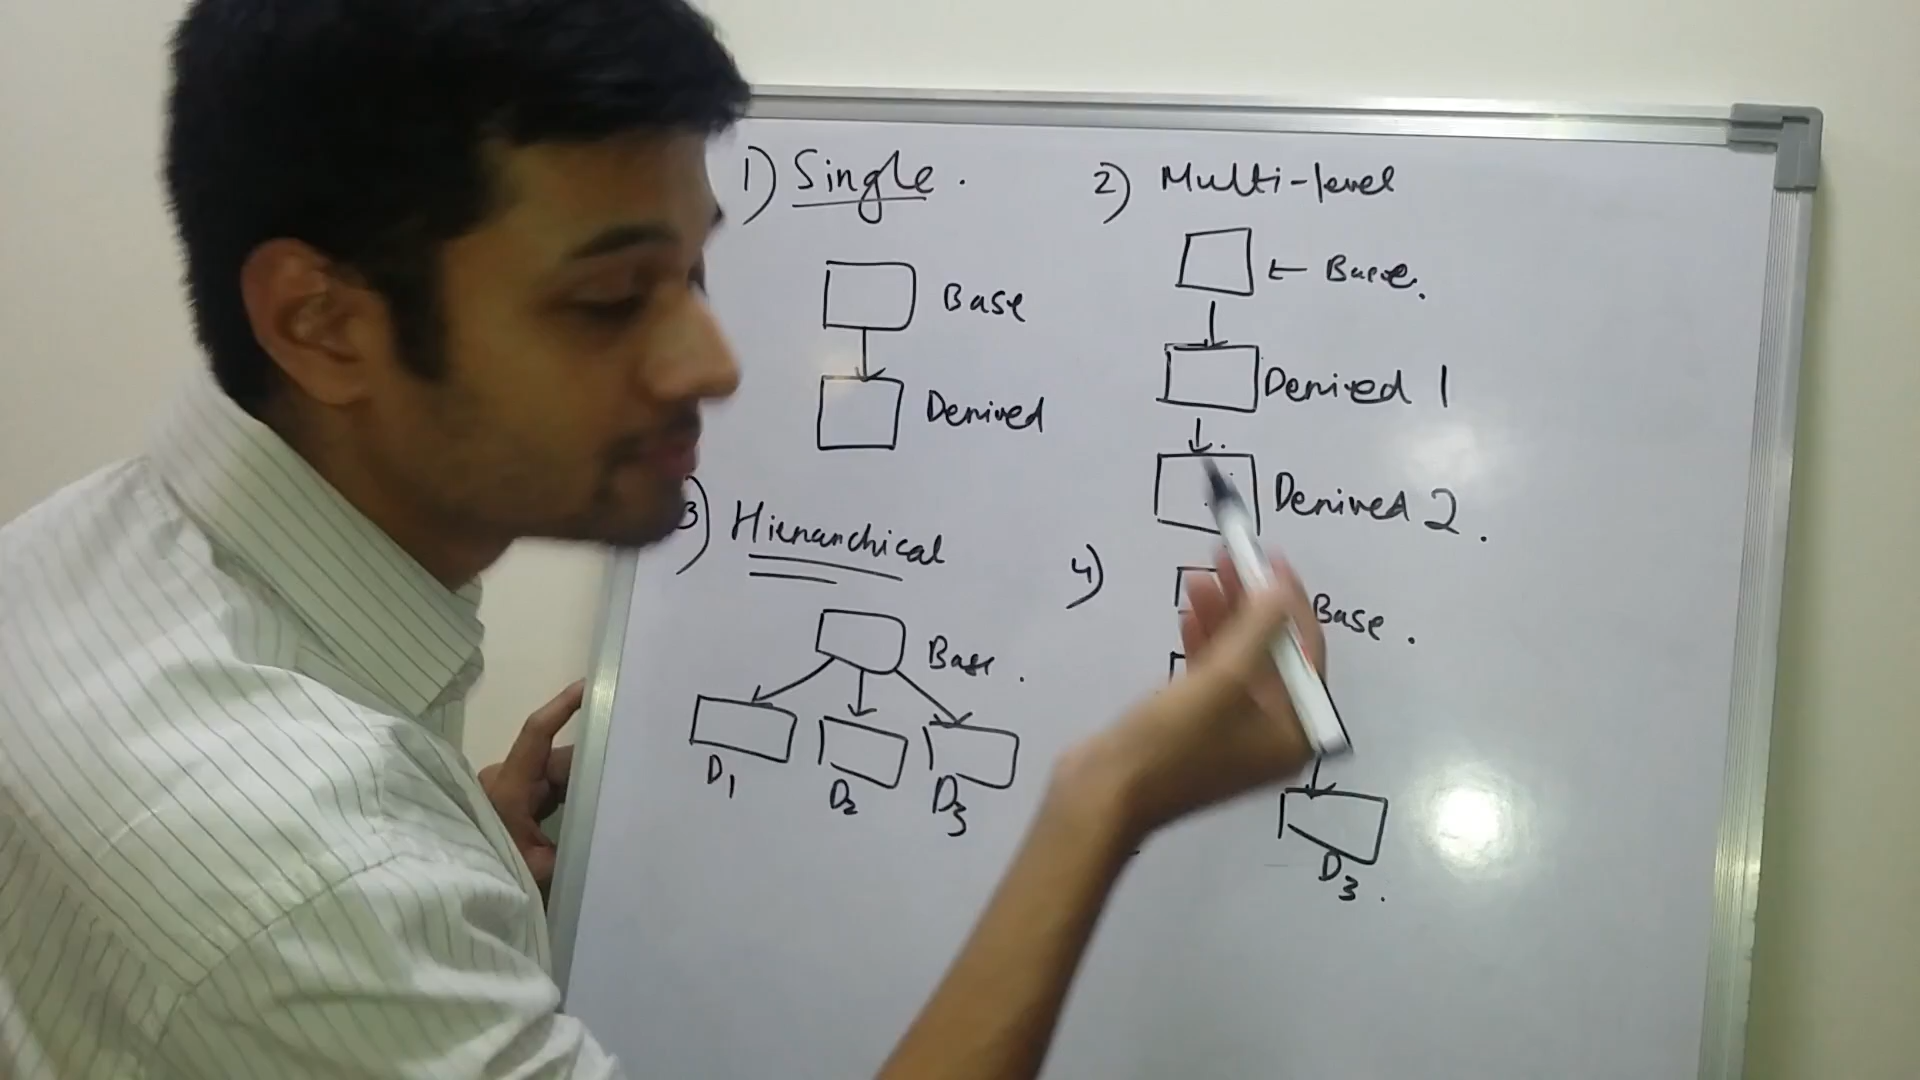 1) Single.
Base
Derived
2) Multi-level
← Base.
Derived 1
Derived 2.
3) Hierarchical
Base.
D1 D2 D3
4)
Base.
D3.